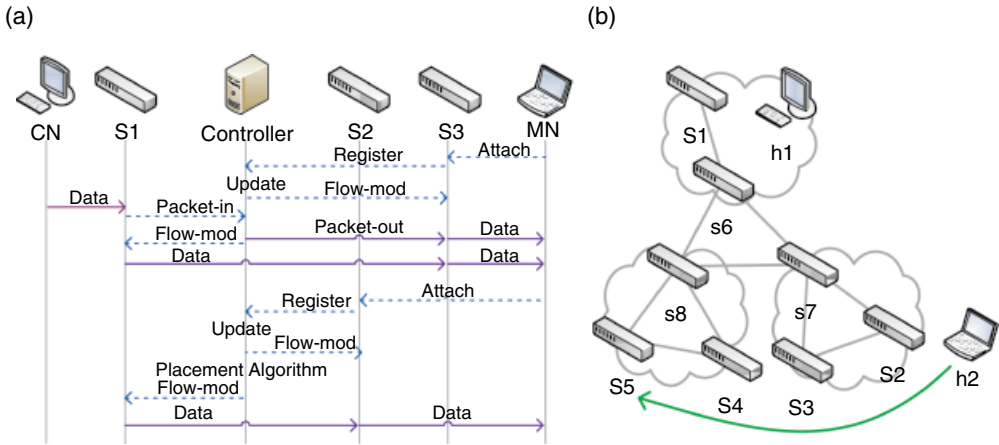 (a)
CN
S1
Controller
S2
S3
MN
Attach
Register
Update
Flow-mod
Data
Packet-in
Flow-mod
Packet-out
Data
Data
Data
Attach
Register
Update
Flow-mod
Placement Algorithm
Flow-mod
Data
Data
(b)
S1
h1
s6
s8
s7
S5
S4
S3
S2
h2